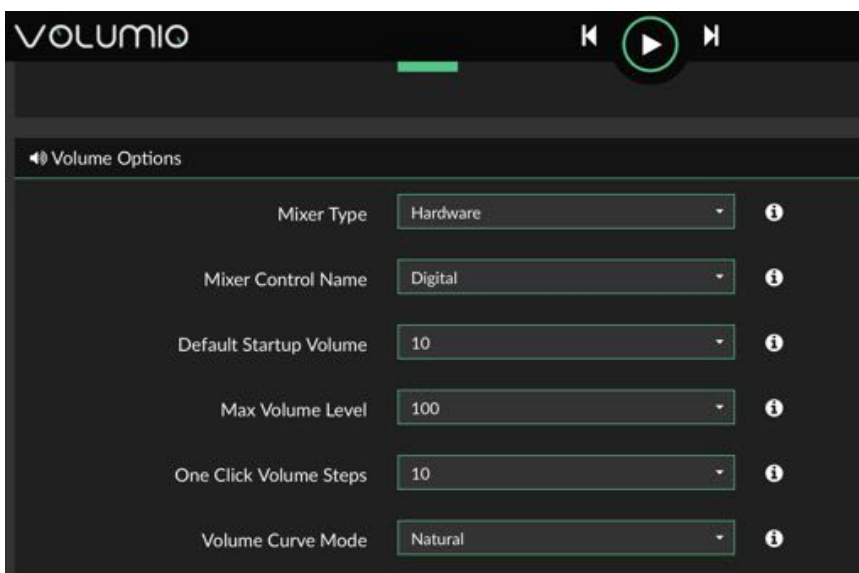 VOLUMIO
Volume Options
Mixer Type Hardware
Mixer Control Name Digital
Default Startup Volume 10
Max Volume Level 100
One Click Volume Steps 10
Volume Curve Mode Natural